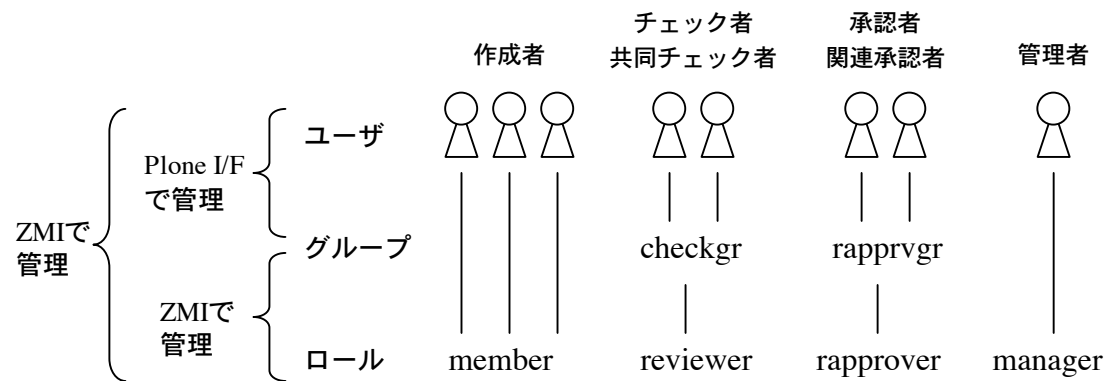 チェック者
共同チェック者
承認者
関連承認者
作成者
管理者
ユーザ
Plone I/F
で管理
ZMIで
管理
グループ
checkgr
rapprvgr
ZMIで
管理
ロール
member
reviewer
rapprover
manager